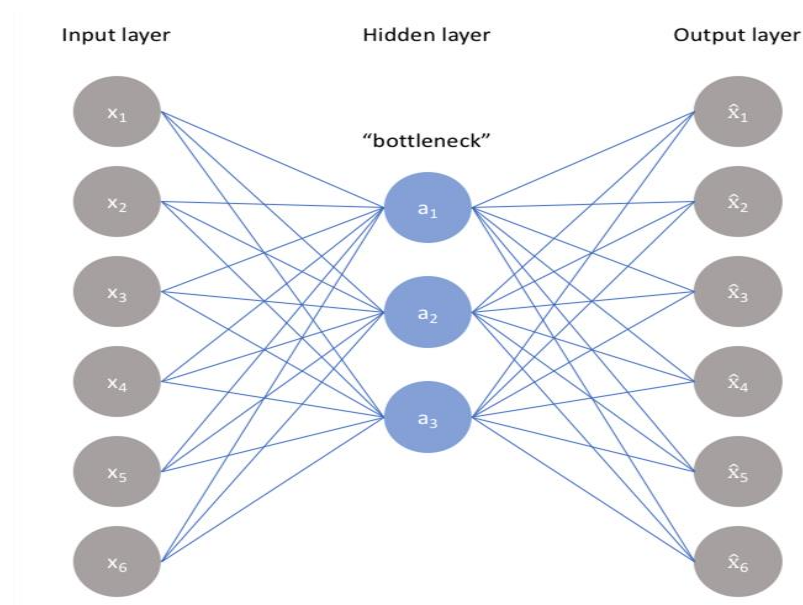 Input layer
Hidden layer
Output layer
“bottleneck”
x₁
x₂
x₃
x₄
x₅
x₆
a₁
a₂
a₃
x̂₁
x̂₂
x̂₃
x̂₄
x̂₅
x̂₆